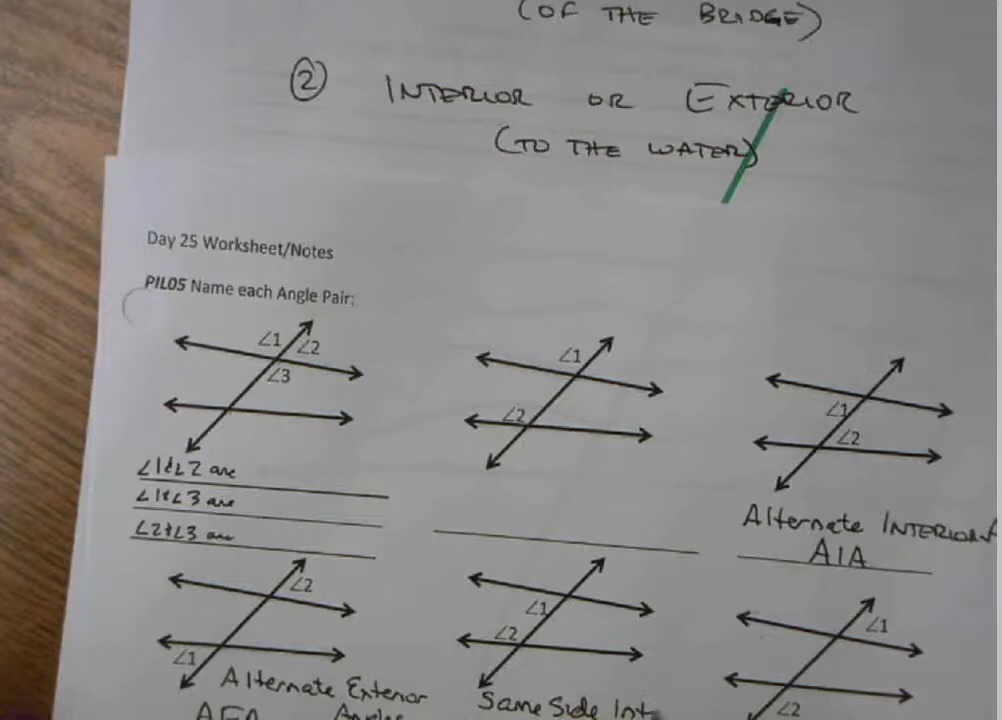 (OF THE BRIDGE)
② INTERIOR OR EXTERIOR
(TO THE WATER)
Day 25 Worksheet/Notes
PIL05 Name each Angle Pair:
∠1 ∠2
∠3
∠1
∠2
∠1
∠2
∠1 & ∠2 are
∠1 & ∠3 are
∠2 & ∠3 are
Alternate INTERIOR
AIA
∠2
∠1
∠1
∠2
∠1
∠2
Alternate Exterior
AEA Angles
Same Side Int